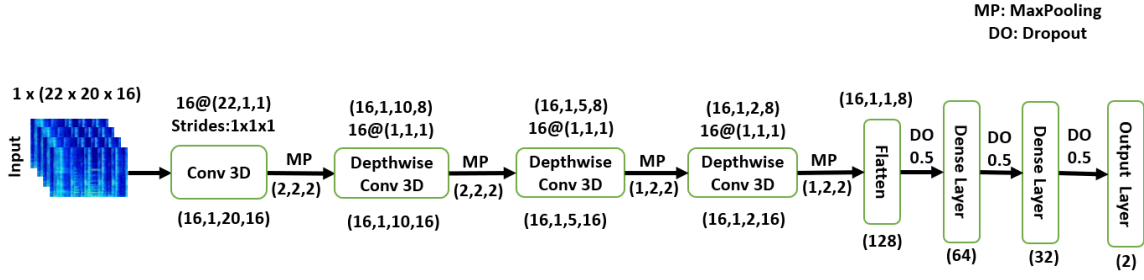 MP: MaxPooling
DO: Dropout
1 x (22 x 20 x 16)
Input
16@(22,1,1)
Strides:1x1x1
Conv 3D
(16,1,20,16)
MP
(2,2,2)
(16,1,10,8)
16@(1,1,1)
Depthwise
Conv 3D
(16,1,10,16)
MP
(2,2,2)
(16,1,5,8)
16@(1,1,1)
Depthwise
Conv 3D
(16,1,5,16)
MP
(1,2,2)
(16,1,2,8)
16@(1,1,1)
Depthwise
Conv 3D
(16,1,2,16)
MP
(1,2,2)
(16,1,1,8)
Flatten
(128)
DO
0.5
Dense Layer
(64)
DO
0.5
Dense Layer
(32)
DO
0.5
Output Layer
(2)